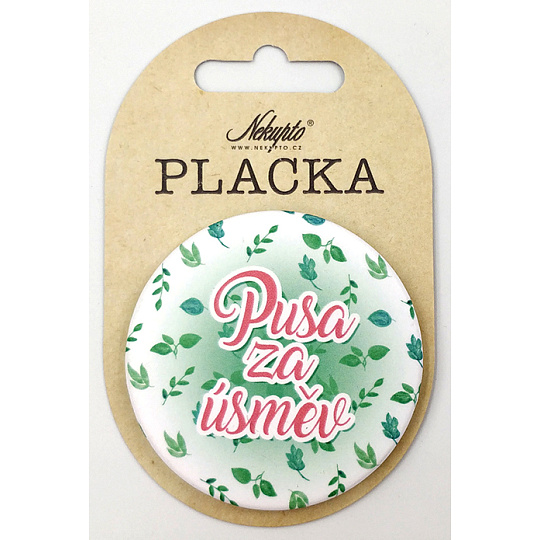 Nekupto®
WWW.NEKUPTO.CZ
PLACKA
Pusa
za
úsměv